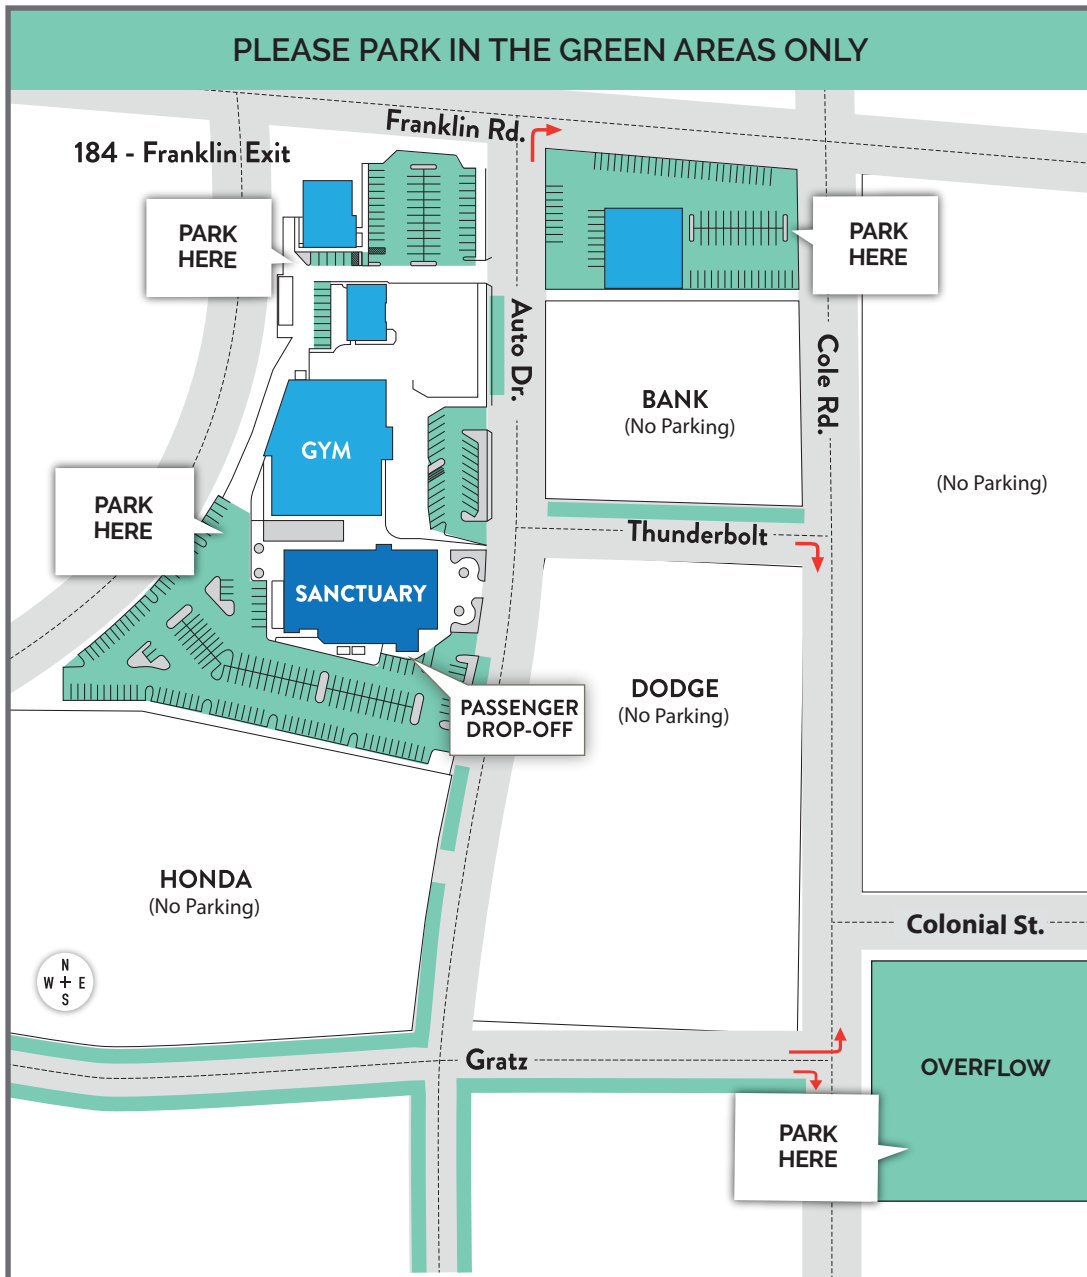 PLEASE PARK IN THE GREEN AREAS ONLY
Franklin Rd.
184 - Franklin Exit
PARK
HERE
PARK
HERE
Auto Dr.
Cole Rd.
BANK
(No Parking)
GYM
(No Parking)
PARK
HERE
Thunderbolt
SANCTUARY
DODGE
(No Parking)
PASSENGER
DROP-OFF
HONDA
(No Parking)
Colonial St.
N
W E
S
Gratz
OVERFLOW
PARK
HERE